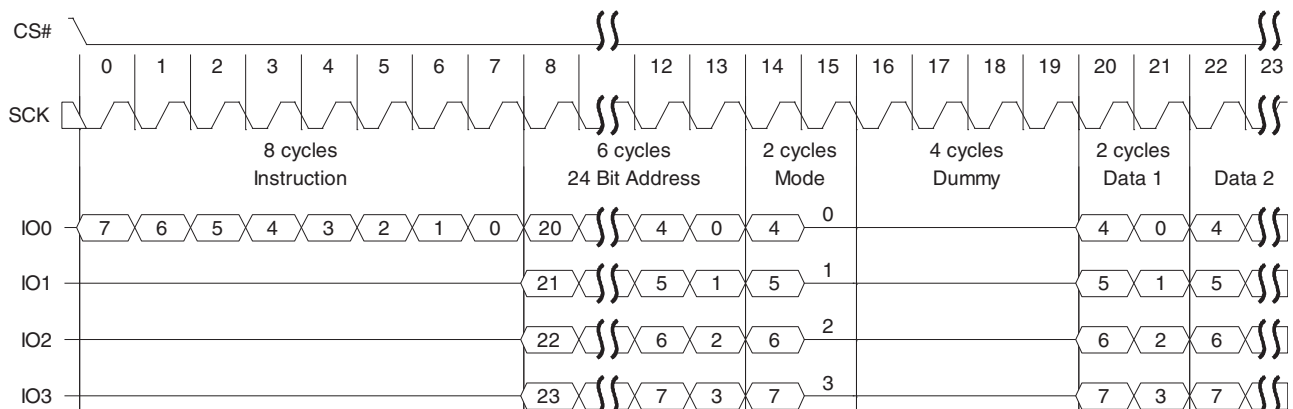 CS#
0 1 2 3 4 5 6 7 8 12 13 14 15 16 17 18 19 20 21 22 23
SCK
8 cycles 6 cycles 2 cycles 4 cycles 2 cycles
Instruction 24 Bit Address Mode Dummy Data 1 Data 2
IO0 7 6 5 4 3 2 1 0 20 4 0 4 0 4 0 4
IO1 21 5 1 5 1 5 1 5
IO2 22 6 2 6 2 6 2 6
IO3 23 7 3 7 3 7 3 7